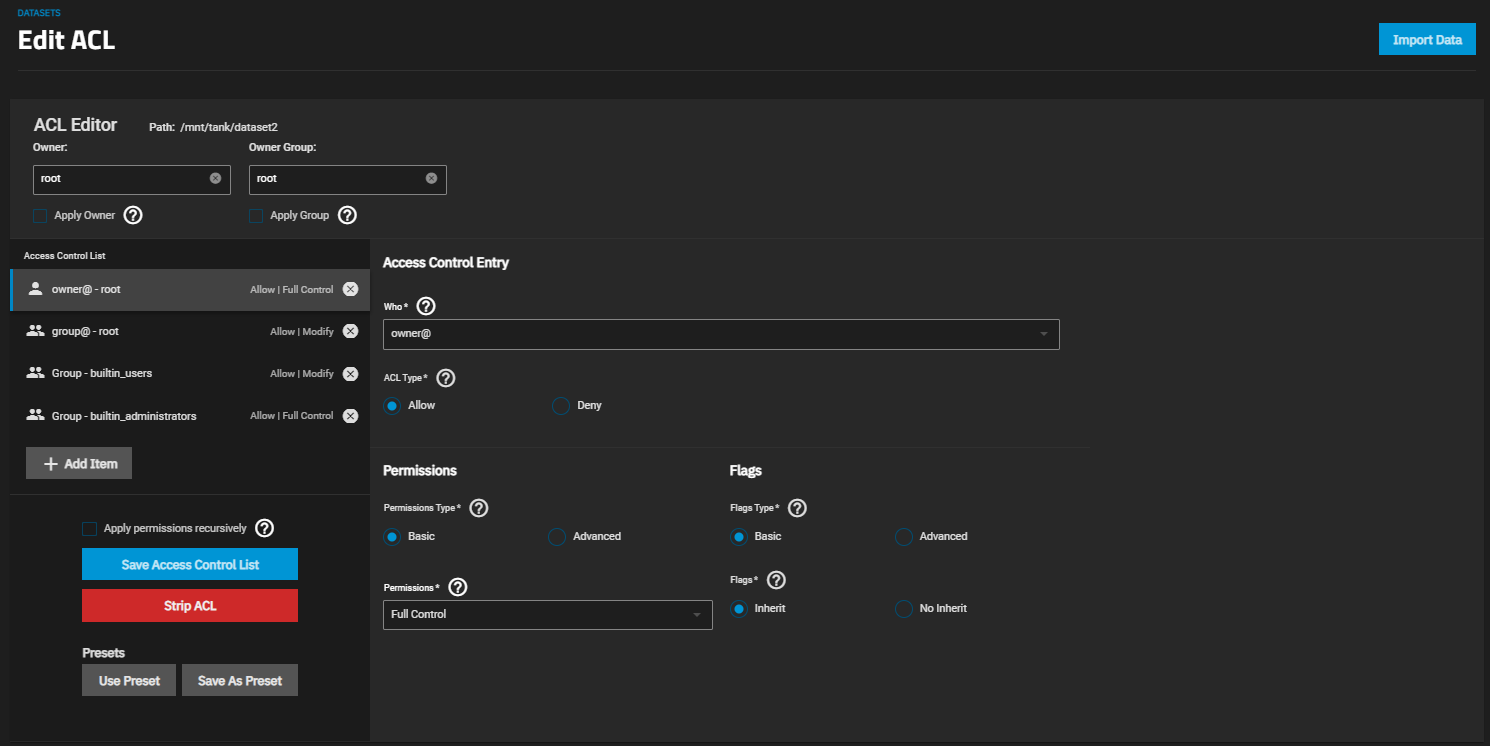 DATASETS
Edit ACL
Import Data
ACL Editor Path: /mnt/tank/dataset2
Owner: Owner Group:
root root
Apply Owner ? Apply Group ?
Access Control List
owner@ - root Allow | Full Control
group@ - root Allow | Modify
Group - builtin_users Allow | Modify
Group - builtin_administrators Allow | Full Control
+ Add Item
Apply permissions recursively ?
Save Access Control List
Strip ACL
Presets
Use Preset Save As Preset
Access Control Entry
Who * ?
owner@
ACL Type * ?
Allow Deny
Permissions
Permissions Type * ?
Basic Advanced
Permissions * ?
Full Control
Flags
Flags Type * ?
Basic Advanced
Flags * ?
Inherit No Inherit